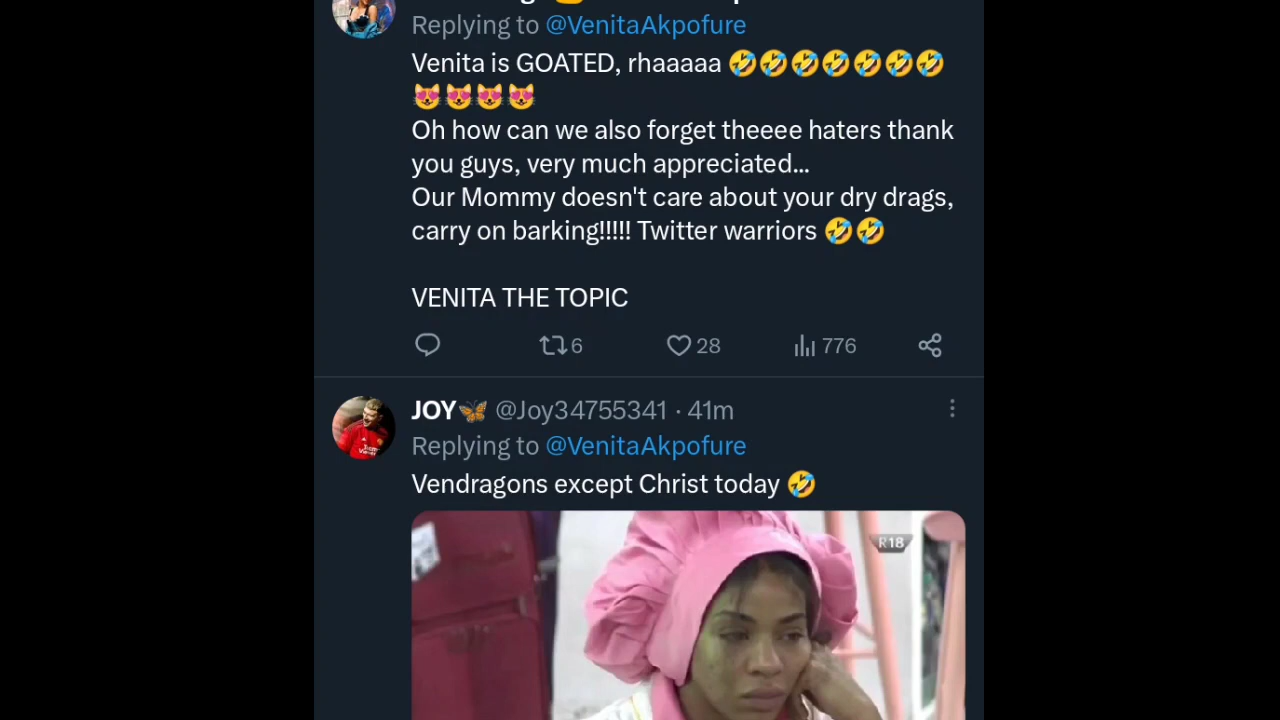 Replying to @VenitaAkpofure
Venita is GOATED, rhaaaaa 🤣🤣🤣🤣🤣🤣🤣
😻😻😻😻
Oh how can we also forget theeee haters thank
you guys, very much appreciated...
Our Mommy doesn't care about your dry drags,
carry on barking!!!!! Twitter warriors 🤣🤣
VENITA THE TOPIC
6 28 776
JOY🦋 @Joy34755341 · 41m
Replying to @VenitaAkpofure
Vendragons except Christ today 🤣
R18